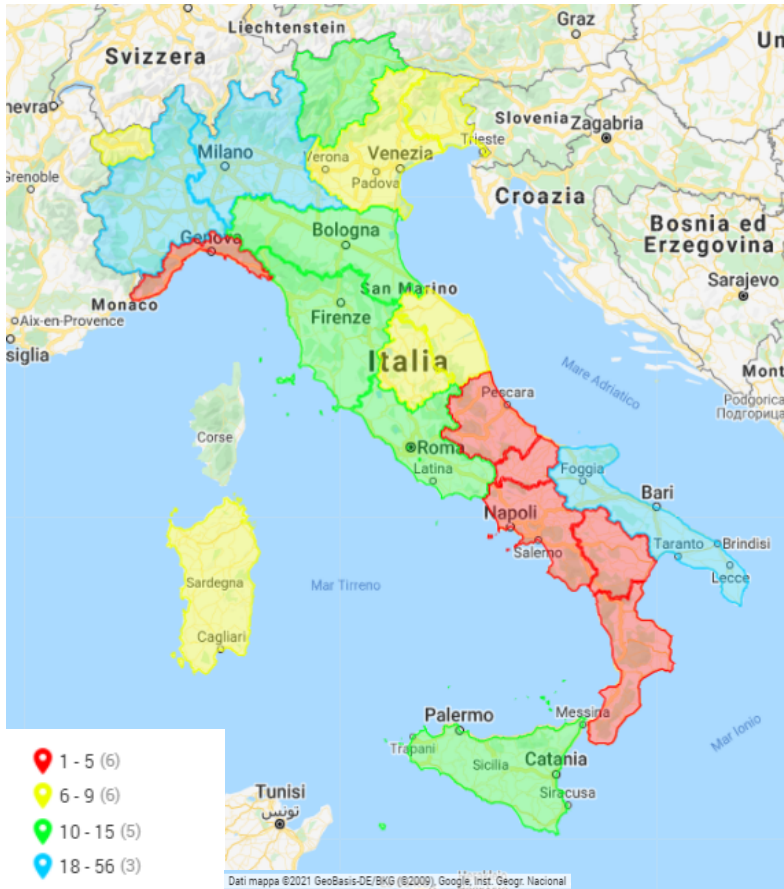 Graz
Liechtenstein
Svizzera
Un
nevra
Slovenia
Zagabria
Trieste
Milano
Verona
Venezia
Padova
Grenoble
Croazia
Bologna
Bosnia ed
Erzegovina
Genova
Sarajevo
San Marino
Monaco
Firenze
Aix-en-Provence
siglia
Italia
Mont
Mare Adriatico
Pescara
Podgorica
Подгорица
Corse
Roma
Latina
Foggia
Bari
Napoli
Salerno
Taranto
Brindisi
Lecce
Sardegna
Mar Tirreno
Cagliari
Palermo
Messina
Mar Ionio
Trapani
Sicilia
Catania
Siracusa
Tunisi
تونس
1 - 5 (6)
6 - 9 (6)
10 - 15 (5)
18 - 56 (3)
Dati mappa ©2021 GeoBasis-DE/BKG (©2009), Google, Inst. Geogr. Nacional